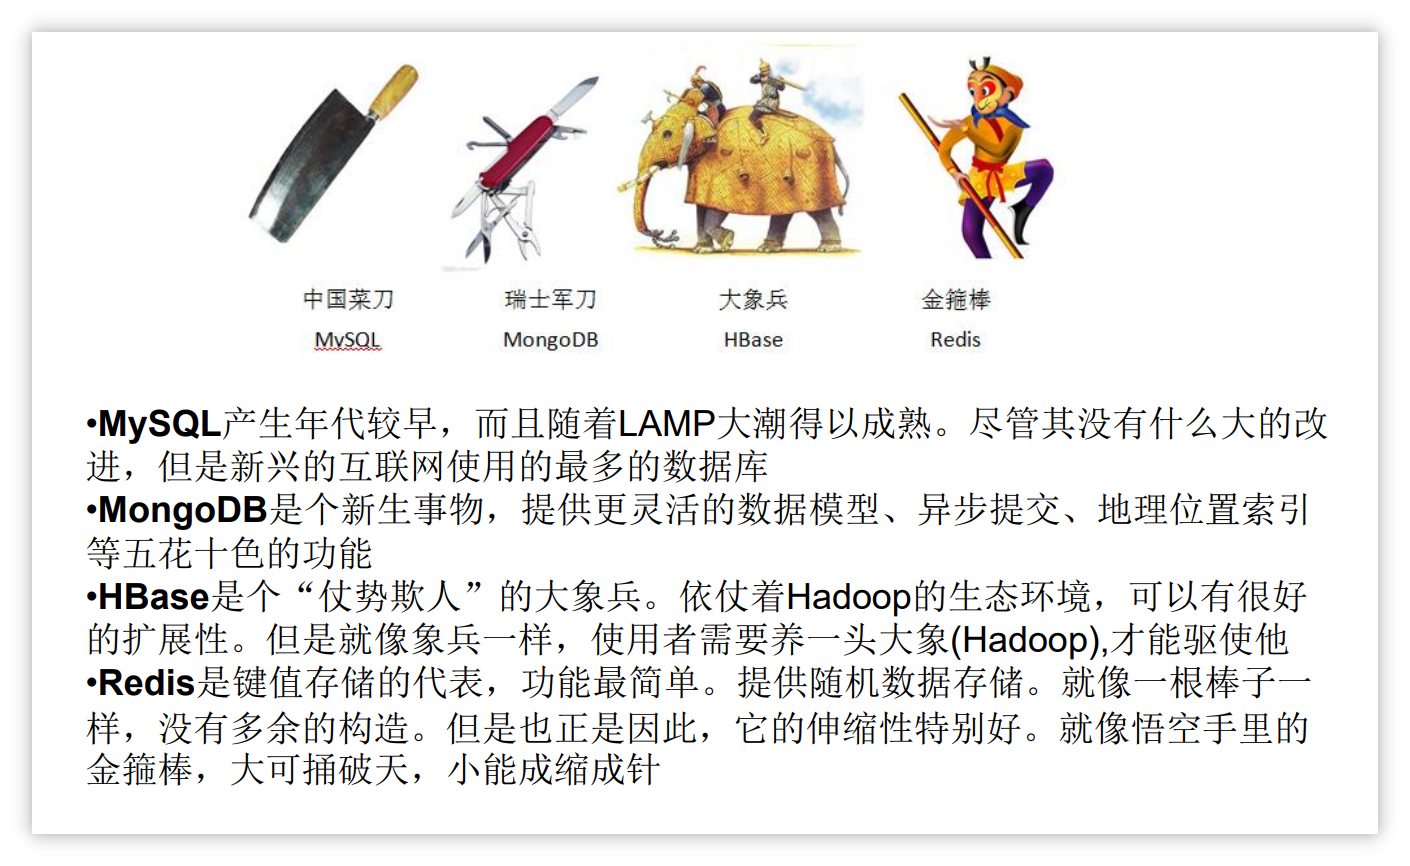 中国菜刀 瑞士军刀 大象兵 金箍棒
MySQL MongoDB HBase Redis
•MySQL产生年代较早，而且随着LAMP大潮得以成熟。尽管其没有什么大的改
进，但是新兴的互联网使用的最多的数据库
•MongoDB是个新生事物，提供更灵活的数据模型、异步提交、地理位置索引
等五花十色的功能
•HBase是个“仗势欺人”的大象兵。依仗着Hadoop的生态环境，可以有很好
的扩展性。但是就像象兵一样，使用者需要养一头大象(Hadoop),才能驱使他
•Redis是键值存储的代表，功能最简单。提供随机数据存储。就像一根棒子一
样，没有多余的构造。但是也正是因此，它的伸缩性特别好。就像悟空手里的
金箍棒，大可捅破天，小能成缩成针